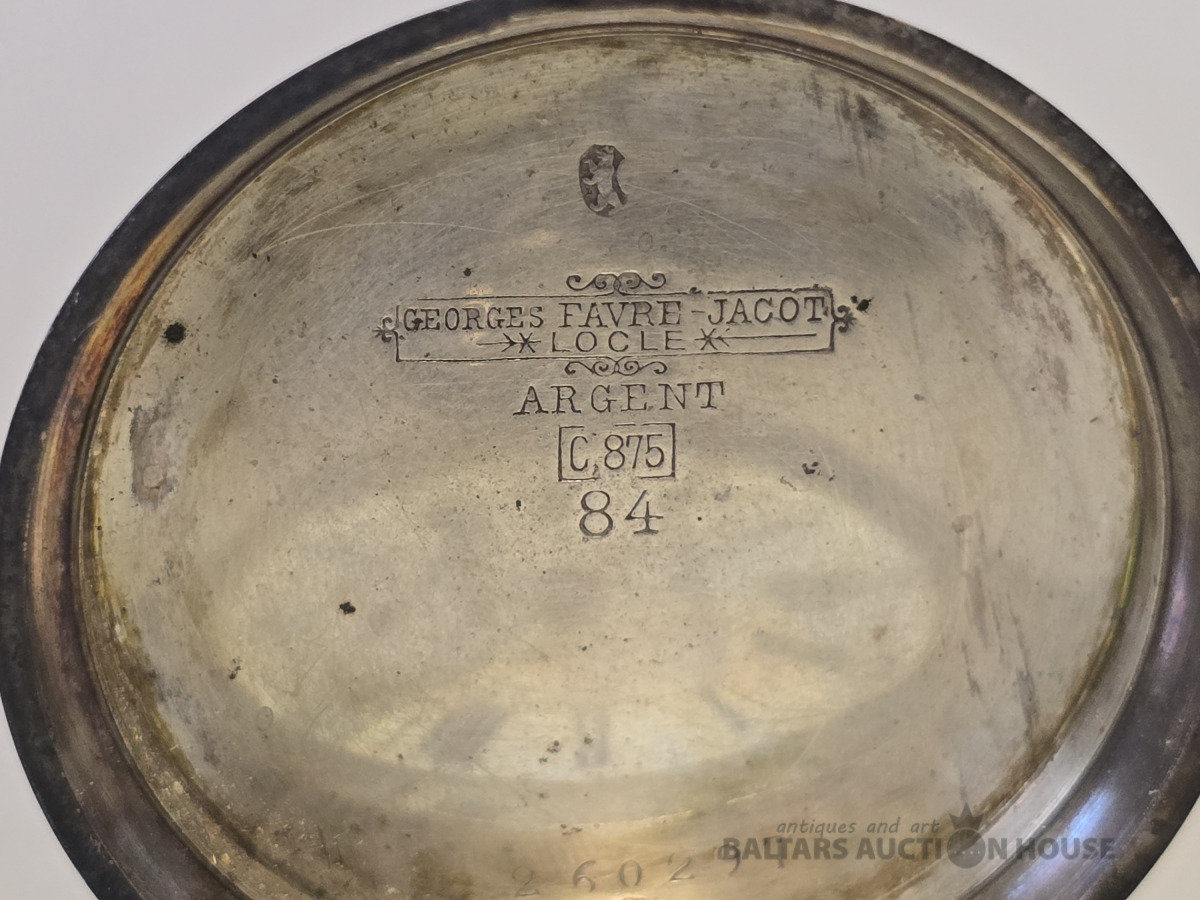 GEORGES FAVRE-JACOT
LOCLE
ARGENT
C,875
84
antiques and art
BALTARS AUCTION HOUSE